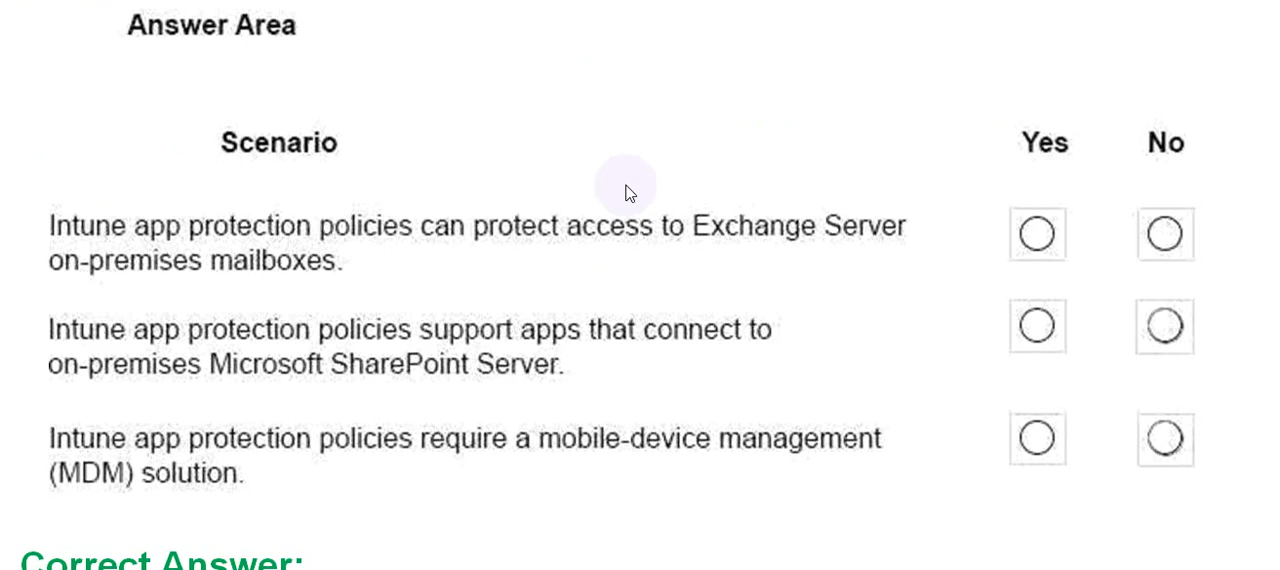 Answer Area
Scenario Yes No
Intune app protection policies can protect access to Exchange Server
on-premises mailboxes.
Intune app protection policies support apps that connect to
on-premises Microsoft SharePoint Server.
Intune app protection policies require a mobile-device management
(MDM) solution.
Correct Answer: